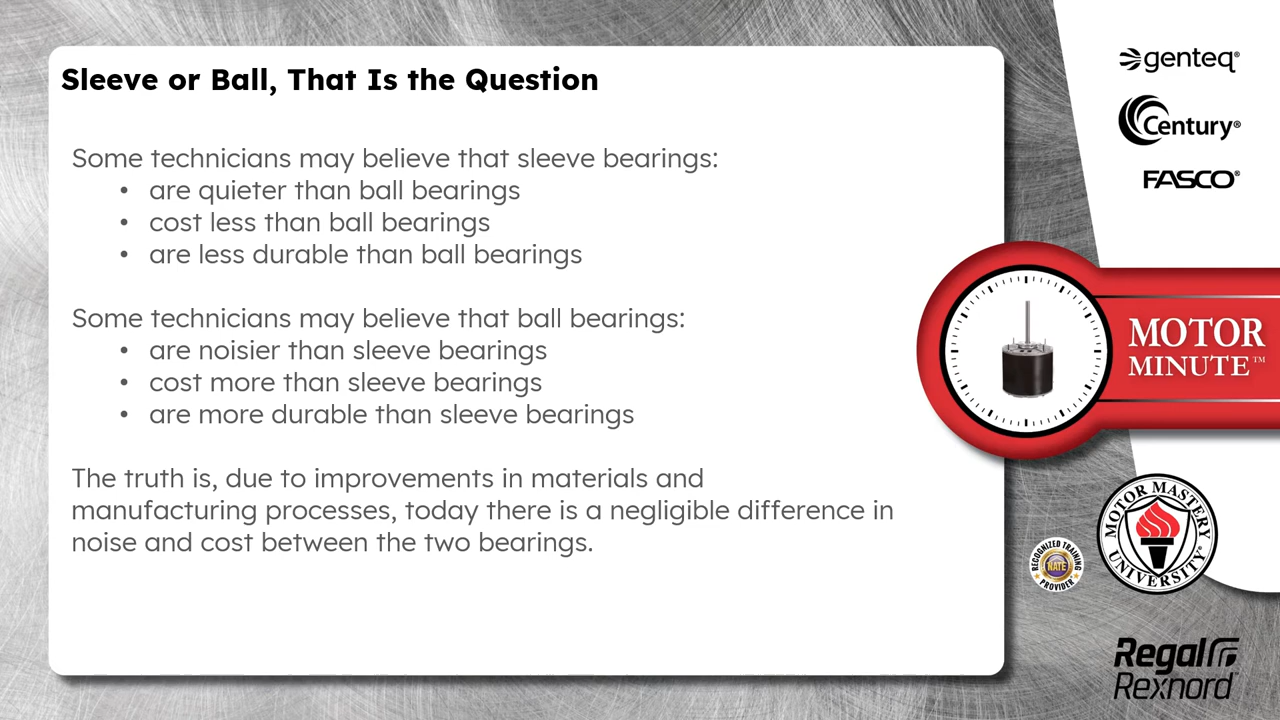 Sleeve or Ball, That Is the Question
Some technicians may believe that sleeve bearings:
• are quieter than ball bearings
• cost less than ball bearings
• are less durable than ball bearings
Some technicians may believe that ball bearings:
• are noisier than sleeve bearings
• cost more than sleeve bearings
• are more durable than sleeve bearings
The truth is, due to improvements in materials and
manufacturing processes, today there is a negligible difference in
noise and cost between the two bearings.
genteq®
Century®
FASCO®
MOTOR
MINUTE™
MOTOR MASTERY
UNIVERSITY®
RECOGNIZED TRAINING
NATE
PROVIDER
Regal
Rexnord